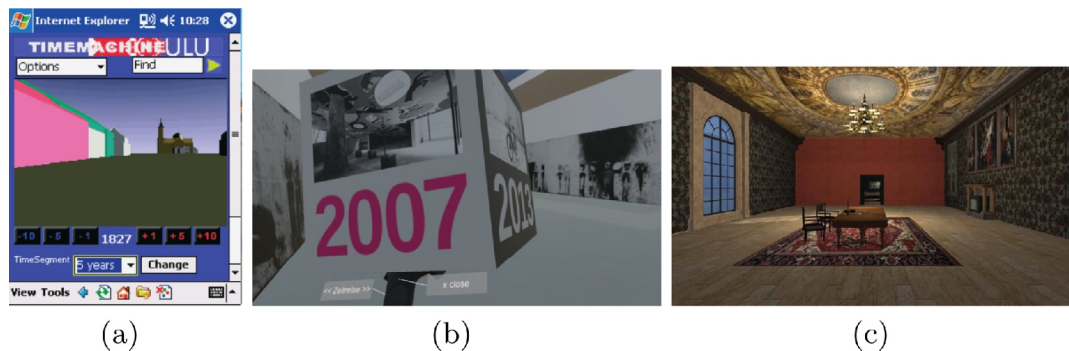 Internet Explorer 10:28
TIMEMACHINE OULU
Options Find
-10 -5 -1 1827 +1 +5 +10
TimeSegment 5 years Change
View Tools
2007
2013
<< Zeitreise >> x close
(a) (b) (c)